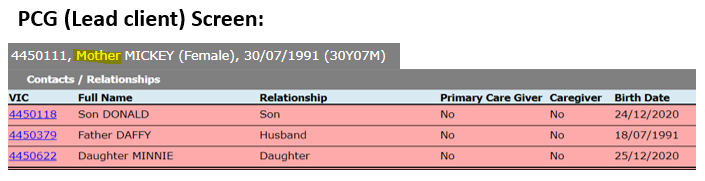 PCG (Lead client) Screen:
4450111, Mother MICKEY (Female), 30/07/1991 (30Y07M)
Contacts / Relationships
VIC Full Name Relationship Primary Care Giver Caregiver Birth Date
4450118 Son DONALD Son No No 24/12/2020
4450379 Father DAFFY Husband No No 18/07/1991
4450622 Daughter MINNIE Daughter No No 25/12/2020